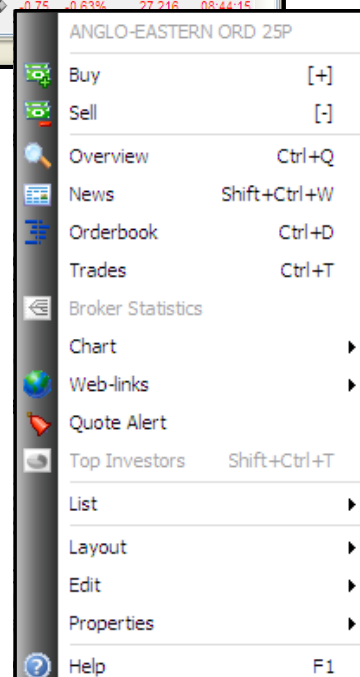 -0.75 -0.63% 27,216 08:44:15
ANGLO-EASTERN ORD 25P
Buy [+]
Sell [-]
Overview Ctrl+Q
News Shift+Ctrl+W
Orderbook Ctrl+D
Trades Ctrl+T
Broker Statistics
Chart
Web-links
Quote Alert
Top Investors Shift+Ctrl+T
List
Layout
Edit
Properties
Help F1